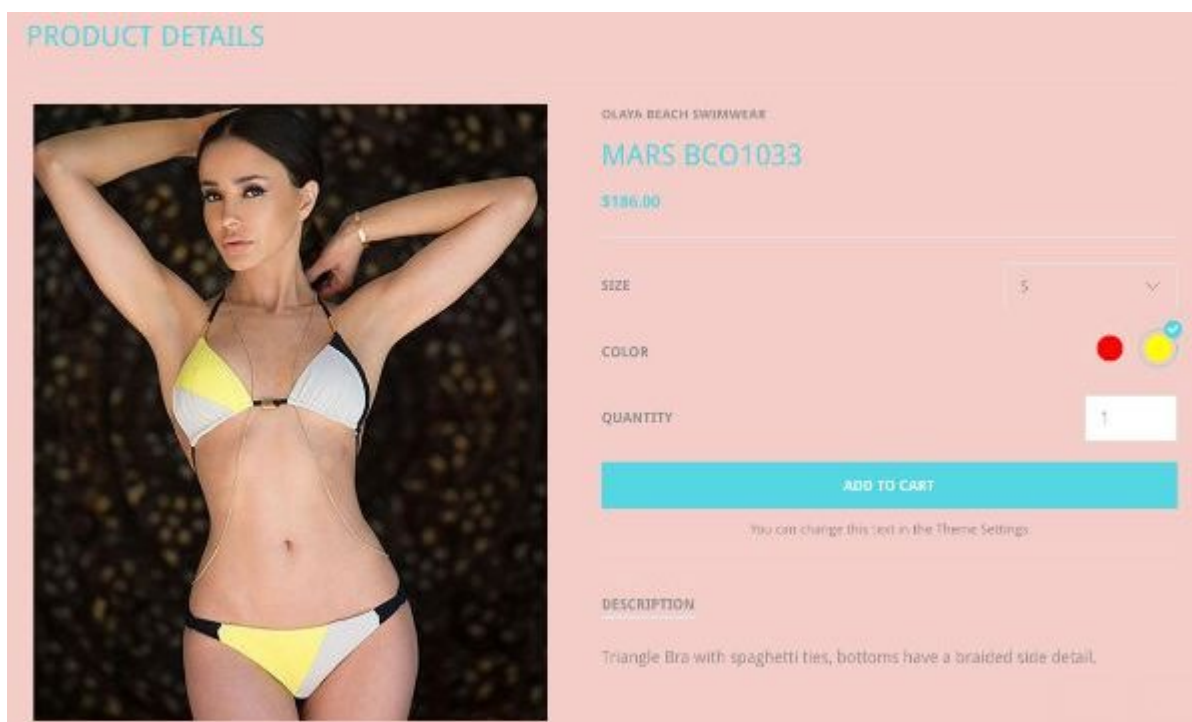 PRODUCT DETAILS
OLAYA BEACH SWIMWEAR
MARS BCO1033
$186.00
SIZE
S
COLOR
QUANTITY
1
ADD TO CART
You can change this text in the Theme Settings
DESCRIPTION
Triangle Bra with spaghetti ties, bottoms have a braided side detail.